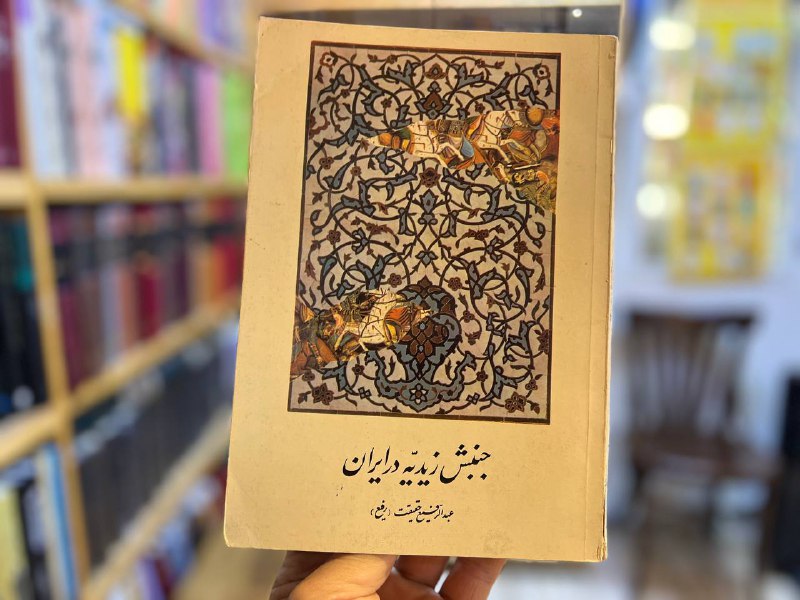 جنبش زیدیّه در ایران
عبدالرفیع حقیقت (رفیع)